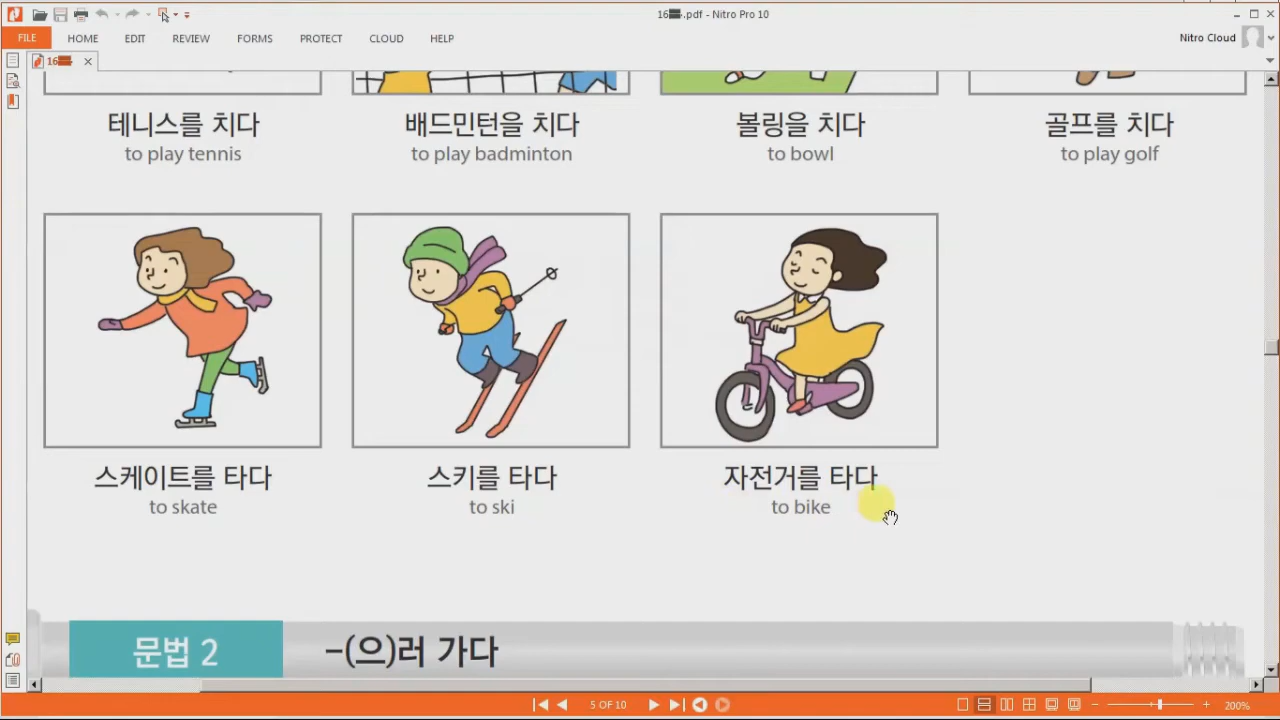 .pdf - Nitro Pro 10
FILE HOME EDIT REVIEW FORMS PROTECT CLOUD HELP Nitro Cloud
16
테니스를 치다 배드민턴을 치다 볼링을 치다 골프를 치다
to play tennis to play badminton to bowl to play golf
스케이트를 타다 스키를 타다 자전거를 타다
to skate to ski to bike
문법 2 -(으)러 가다
5 OF 10 200%